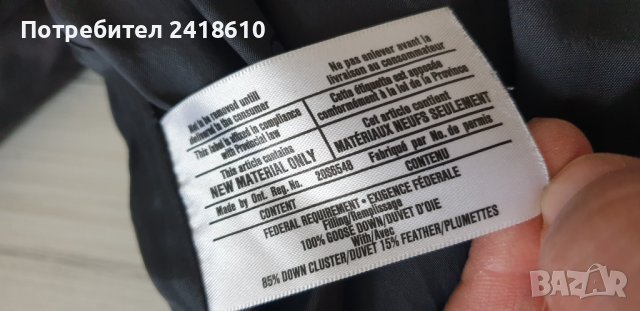 Потребител 2418610
Not to be removed until
delivered to the consumer
Ne pas enlever avant la
livraison au consommateur
This label is affixed in compliance
with Provincial law
Cette étiquette est apposée
conformément à la loi de la Province
This article contains
NEW MATERIAL ONLY
Cet article contient
MATÉRIAUX NEUFS SEULEMENT
Made by Ont. Reg. No. 20S6548 Fabriqué par No. de permis
CONTENT CONTENU
FEDERAL REQUIREMENT • EXIGENCE FÉDÉRALE
Filling/Remplissage
100% GOOSE DOWN/DUVET D'OIE
With/Avec
85% DOWN CLUSTER/DUVET 15% FEATHER/PLUMETTES
BAZAR